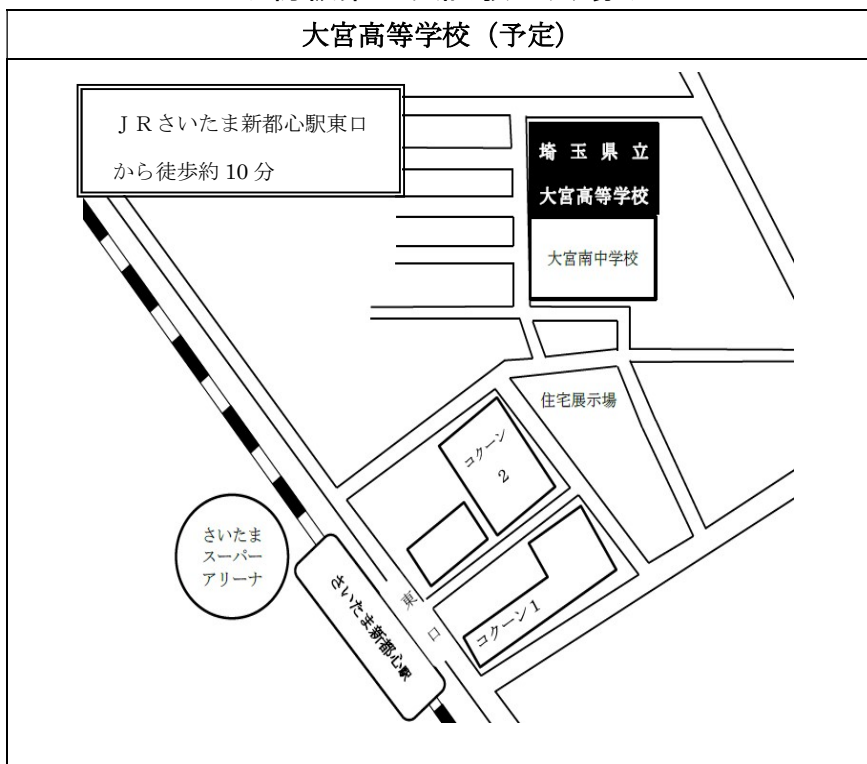 大宮高等学校（予定）
ＪＲさいたま新都心駅東口
から徒歩約 10 分
埼玉県立
大宮高等学校
大宮南中学校
住宅展示場
コクーン
2
さいたま
スーパー
アリーナ
東口
コクーン１
さいたま新都心駅